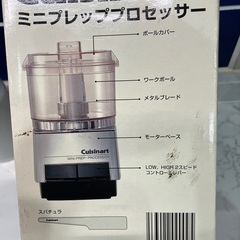 ミニプレッププロセッサー
ボールカバー
ワークボール
メタルブレード
Cuisinart
MINI-PREP PROCESSOR
モーターベース
LOW、HIGH 2スピード
コントロールレバー
スパチュラ